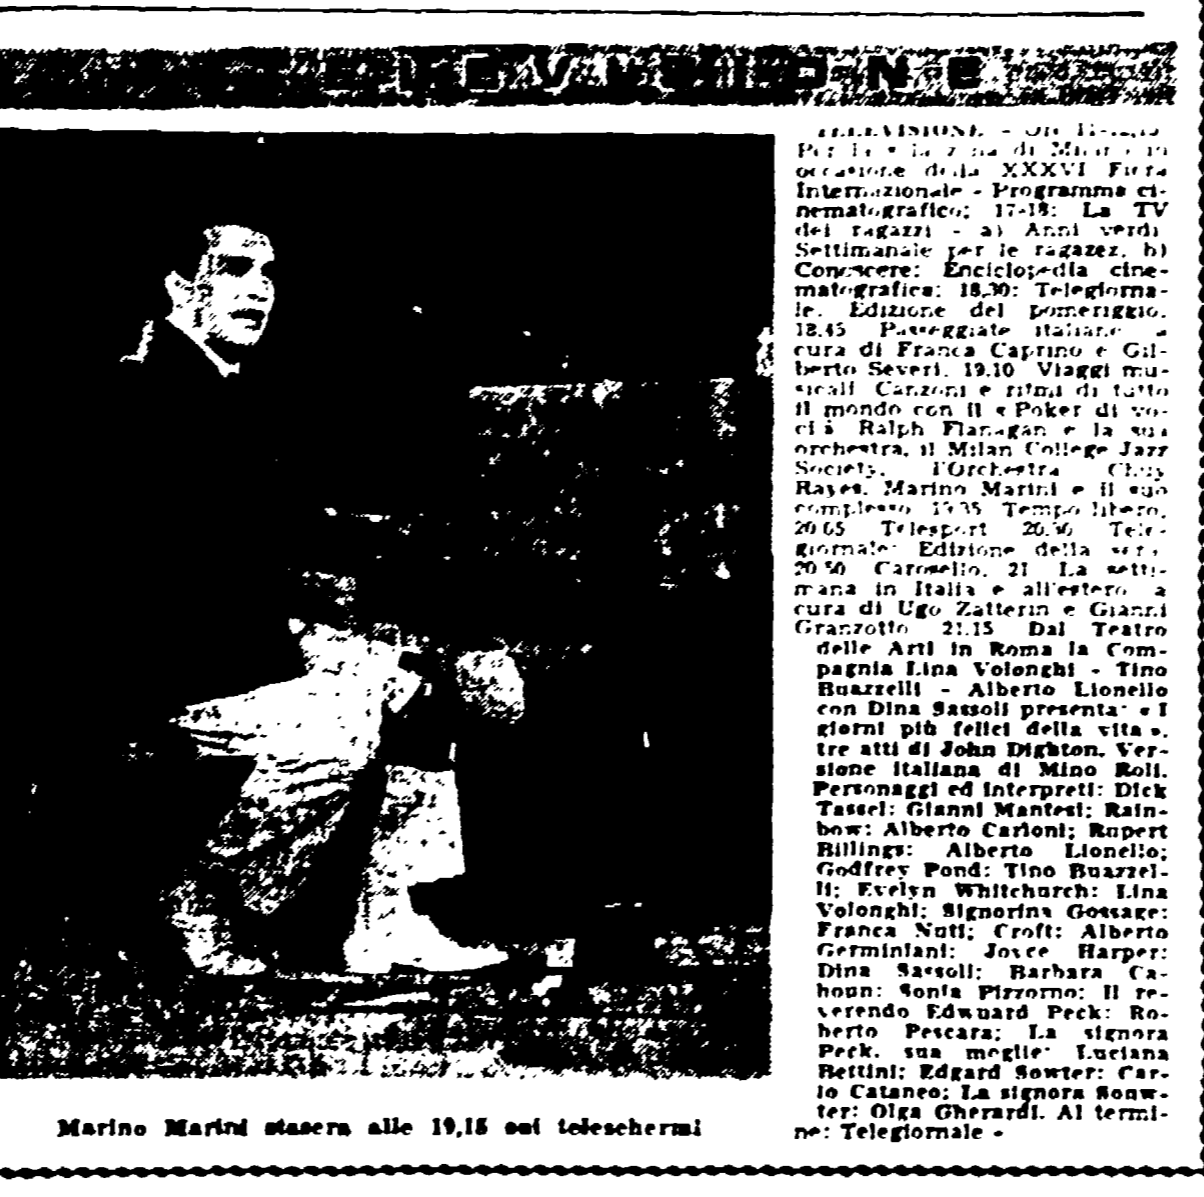 TELEVISIONE
TELEVISIONE - Ore
Per la sola zona di Milano in
occasione della XXXVI Fiera
Internazionale - Programma ci-
nematografico; 17-18: La TV
dei ragazzi - a) Anni verdi
Settimanale per le ragazez, b)
Conoscere: Enciclopedia cine-
matografica; 18,30: Telegiorna-
le. Edizione del pomeriggio.
18.45 Passeggiate italiane a
cura di Franca Caprino e Gil-
berto Severi. 19.10 Viaggi mu-
sicali Canzoni e ritmi di tutto
il mondo con il « Poker di vo-
ci » Ralph Flanagan e la sua
orchestra, il Milan College Jazz
Society, l'Orchestra Chuy
Rayes, Marino Marini e il suo
complesso 19.35 Tempo libero.
20.05 Telesport 20.30 Tele-
giornale: Edizione della sera
20.50 Carosello. 21 La setti-
mana in Italia e all'estero a
cura di Ugo Zatterin e Gianni
Granzotto 21.15 Dal Teatro
delle Arti in Roma la Com-
pagnia Lina Volonghi - Tino
Buazzelli - Alberto Lionello
con Dina Sassoli presenta: « I
giorni più felici della vita »,
tre atti di John Dighton. Ver-
sione italiana di Mino Roli.
Personaggi ed interpreti: Dick
Tassel: Gianni Mantesi; Rain-
bow: Alberto Carloni; Rupert
Billings: Alberto Lionello;
Godfrey Pond: Tino Buazzel-
li; Evelyn Whitchurch: Lina
Volonghi; Signorina Gossage:
Franca Nuti; Croft: Alberto
Germiniani; Joyce Harper:
Dina Sassoli; Barbara Ca-
houn: Sonia Pizzorno; Il re-
verendo Edwuard Peck: Ro-
berto Pescara; La signora
Peck, sua moglie: Luciana
Bettini; Edgard Sowter: Car-
lo Cataneo; La signora Souw-
ter: Olga Gherardi. Al termi-
ne: Telegiornale -
Marino Marini stasera alle 19,15 sui teleschermi